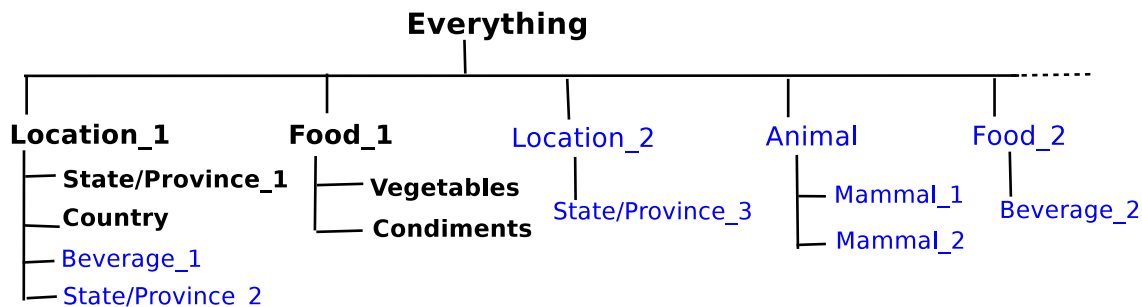 Everything
Location_1
Food_1
Location_2
Animal
Food_2
State/Province_1
Country
Beverage_1
State/Province_2
Vegetables
Condiments
State/Province_3
Mammal_1
Mammal_2
Beverage_2